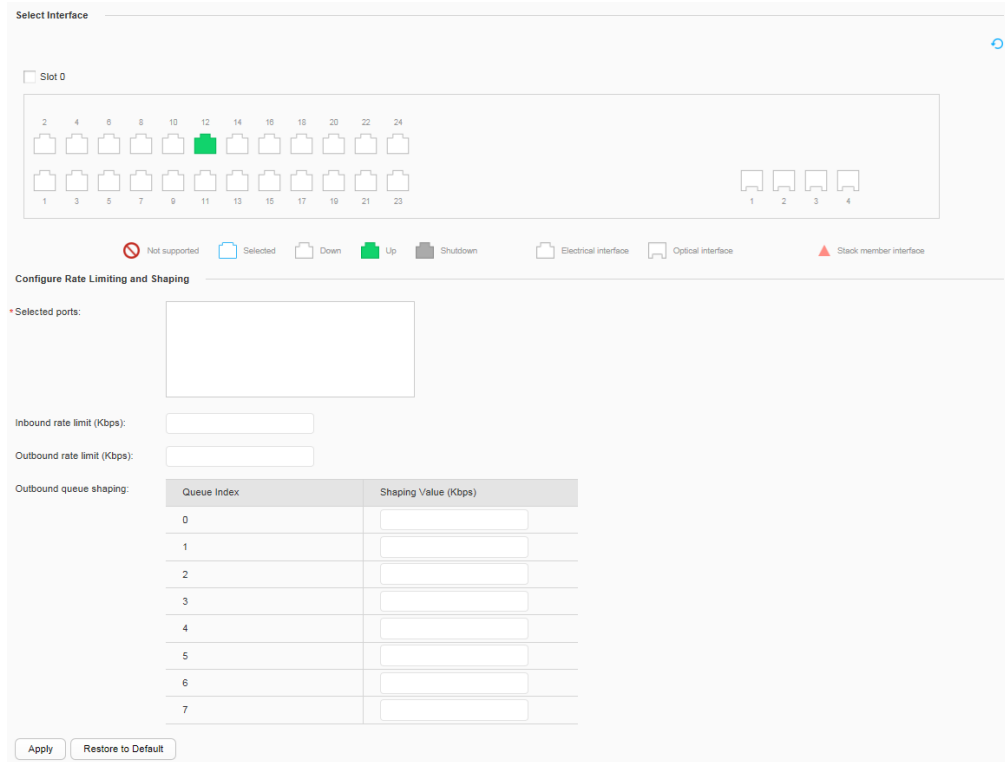 Select Interface
Slot 0
2 4 6 8 10 12 14 16 18 20 22 24
1 3 5 7 9 11 13 15 17 19 21 23
1 2 3 4
Not supported Selected Down Up Shutdown Electrical interface Optical interface Stack member interface
Configure Rate Limiting and Shaping
* Selected ports:
Inbound rate limit (Kbps):
Outbound rate limit (Kbps):
Outbound queue shaping:
Queue Index Shaping Value (Kbps)
0
1
2
3
4
5
6
7
Apply Restore to Default